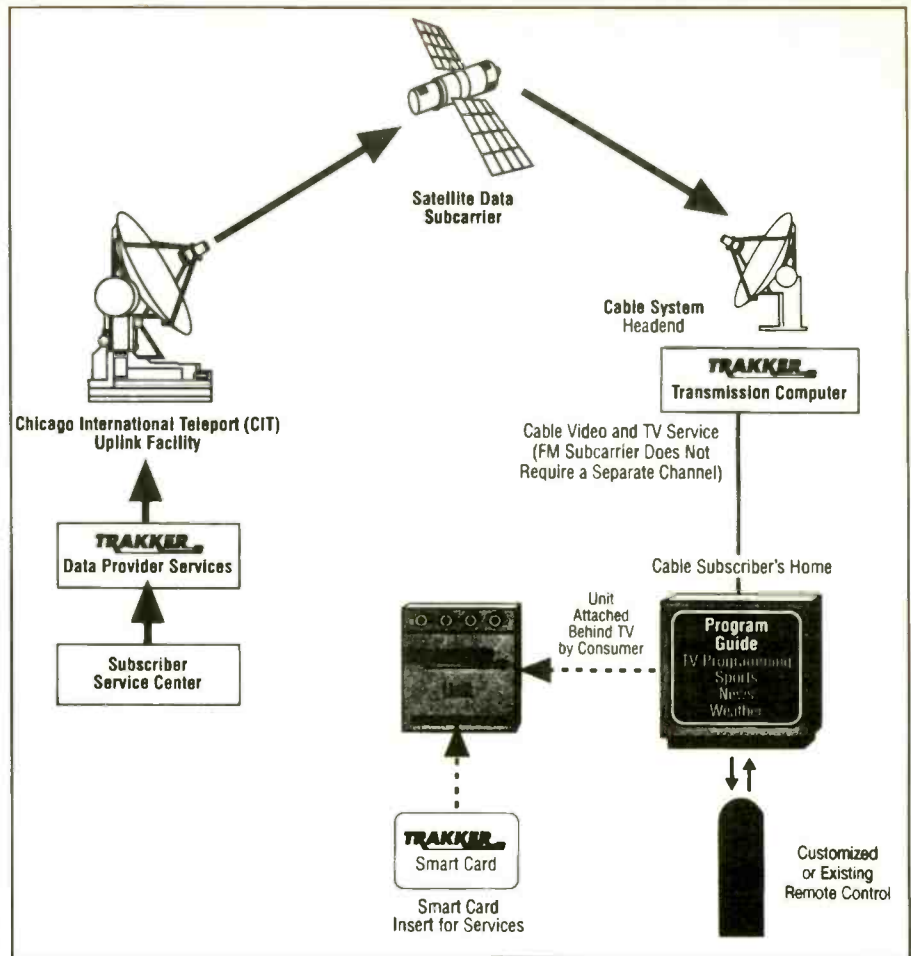 Satellite Data
Subcarrier
Chicago International Teleport (CIT)
Uplink Facility
TRAKKER
Data Provider Services
Subscriber
Service Center
Cable System
Headend
TRAKKER
Transmission Computer
Cable Video and TV Service
(FM Subcarrier Does Not
Require a Separate Channel)
Cable Subscriber's Home
Program
Guide
TV Programming
Sports
News
Weather
Unit
Attached
Behind TV
by Consumer
Unit
TRAKKER
Smart Card
Smart Card
Insert for Services
Customized
or Existing
Remote Control